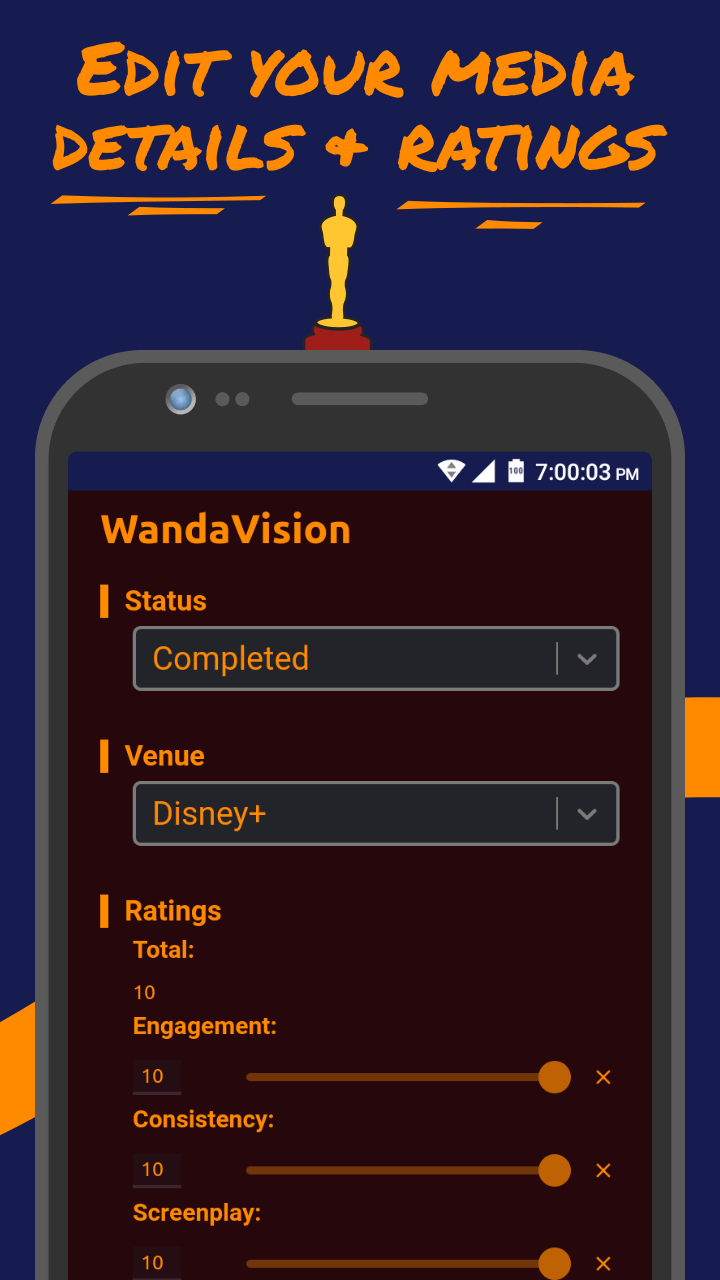 Edit your media
details & ratings
100 7:00:03 PM
WandaVision
Status
Completed
Venue
Disney+
Ratings
Total:
10
Engagement:
10
Consistency:
10
Screenplay:
10